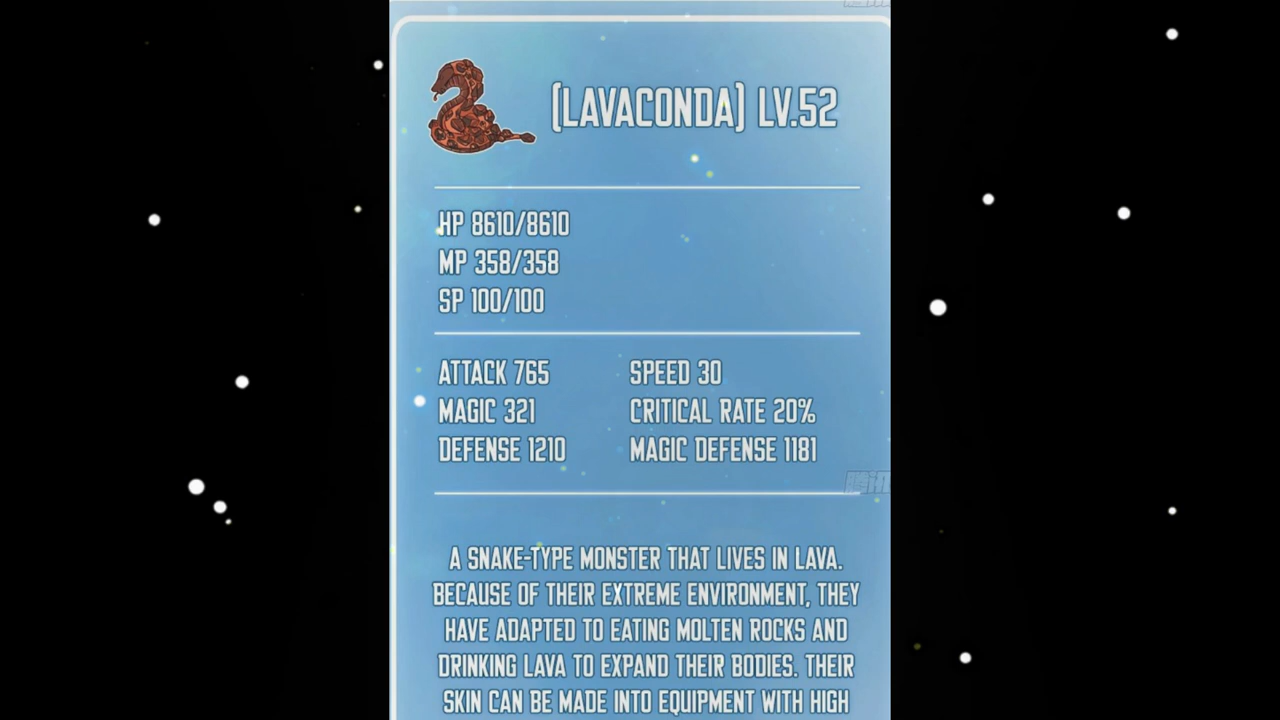 [LAVACONDA] LV.52
HP 8610/8610
MP 358/358
SP 100/100
ATTACK 765 SPEED 30
MAGIC 321 CRITICAL RATE 20%
DEFENSE 1210 MAGIC DEFENSE 1181
A SNAKE-TYPE MONSTER THAT LIVES IN LAVA.
BECAUSE OF THEIR EXTREME ENVIRONMENT, THEY
HAVE ADAPTED TO EATING MOLTEN ROCKS AND
DRINKING LAVA TO EXPAND THEIR BODIES. THEIR
SKIN CAN BE MADE INTO EQUIPMENT WITH HIGH